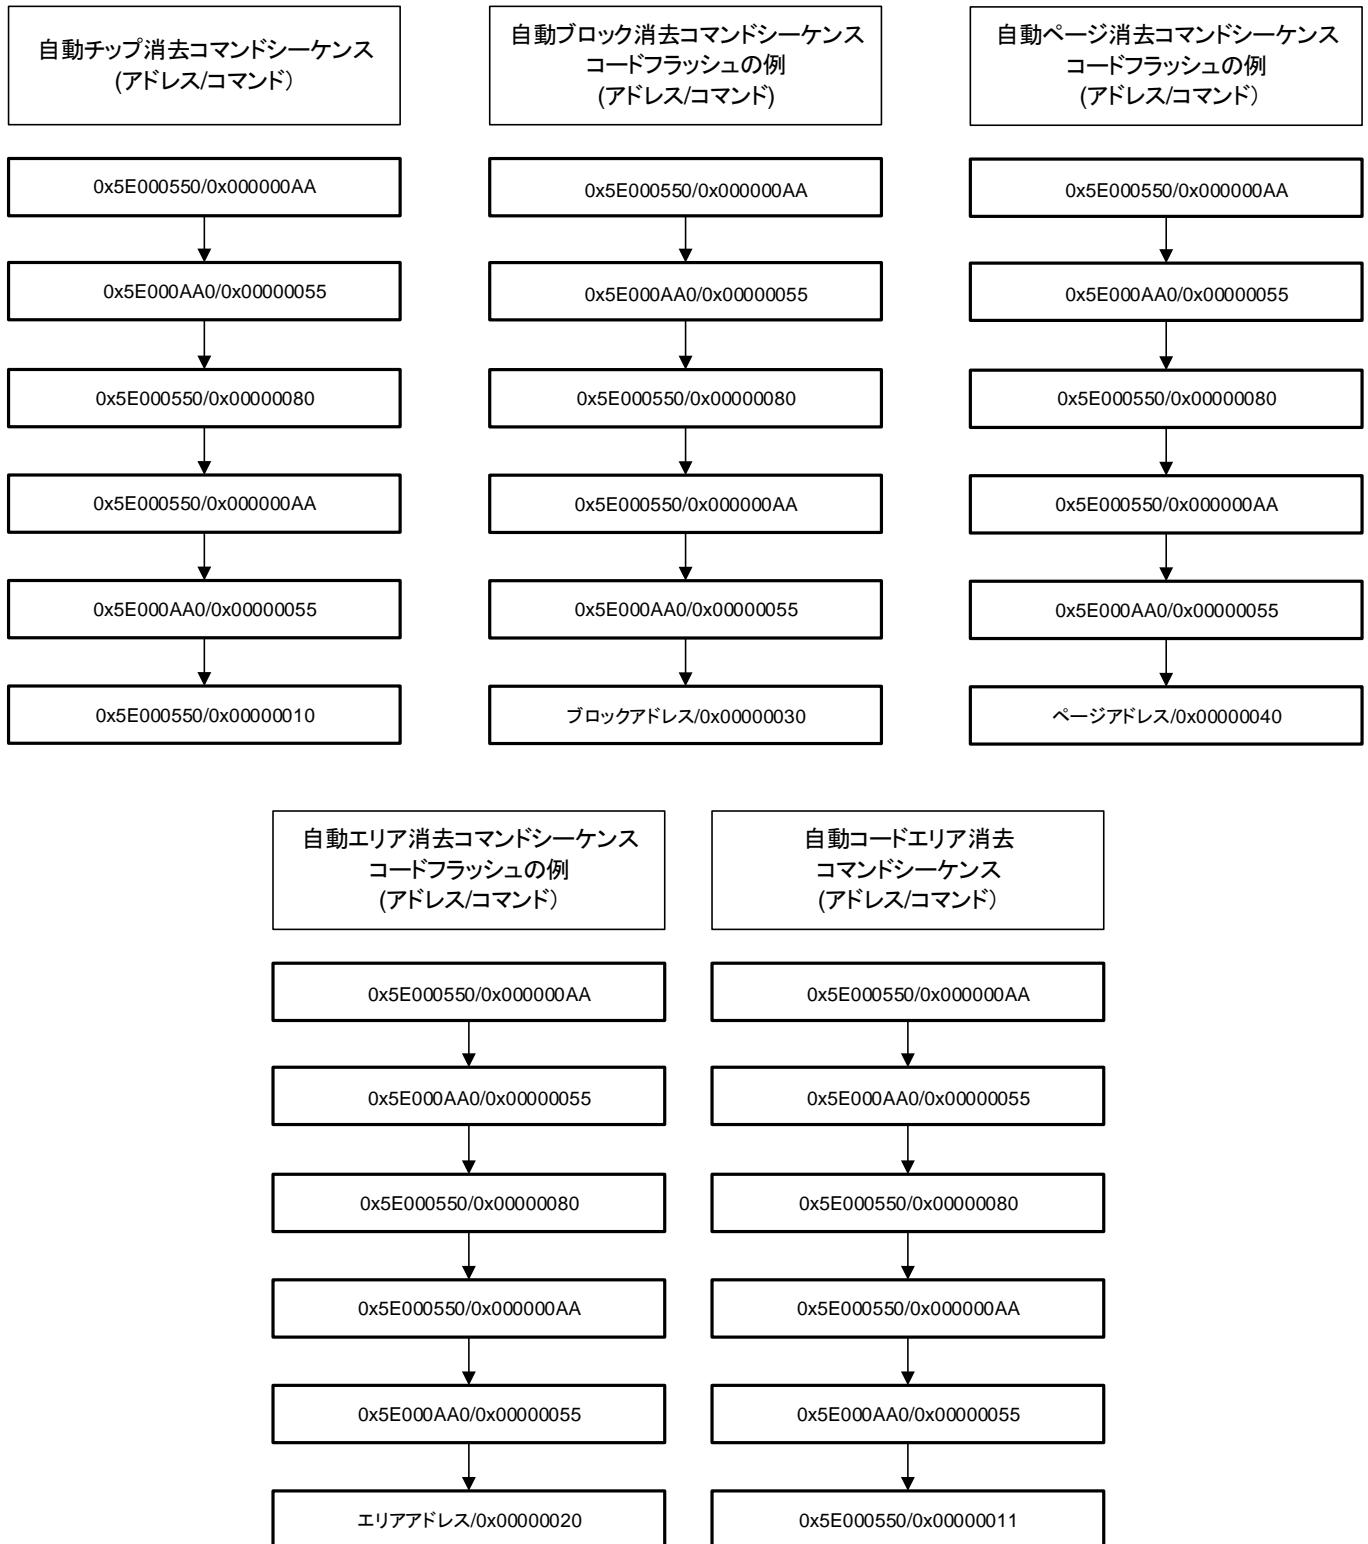 自動チップ消去コマンドシーケンス
(アドレス/コマンド）
0x5E000550/0x000000AA
0x5E000AA0/0x00000055
0x5E000550/0x00000080
0x5E000550/0x000000AA
0x5E000AA0/0x00000055
0x5E000550/0x00000010
自動ブロック消去コマンドシーケンス
コードフラッシュの例
(アドレス/コマンド)
0x5E000550/0x000000AA
0x5E000AA0/0x00000055
0x5E000550/0x00000080
0x5E000550/0x000000AA
0x5E000AA0/0x00000055
ブロックアドレス/0x00000030
自動ページ消去コマンドシーケンス
コードフラッシュの例
(アドレス/コマンド）
0x5E000550/0x000000AA
0x5E000AA0/0x00000055
0x5E000550/0x00000080
0x5E000550/0x000000AA
0x5E000AA0/0x00000055
ページアドレス/0x00000040
自動エリア消去コマンドシーケンス
コードフラッシュの例
(アドレス/コマンド）
0x5E000550/0x000000AA
0x5E000AA0/0x00000055
0x5E000550/0x00000080
0x5E000550/0x000000AA
0x5E000AA0/0x00000055
エリアアドレス/0x00000020
自動コードエリア消去
コマンドシーケンス
(アドレス/コマンド）
0x5E000550/0x000000AA
0x5E000AA0/0x00000055
0x5E000550/0x00000080
0x5E000550/0x000000AA
0x5E000AA0/0x00000055
0x5E000550/0x00000011